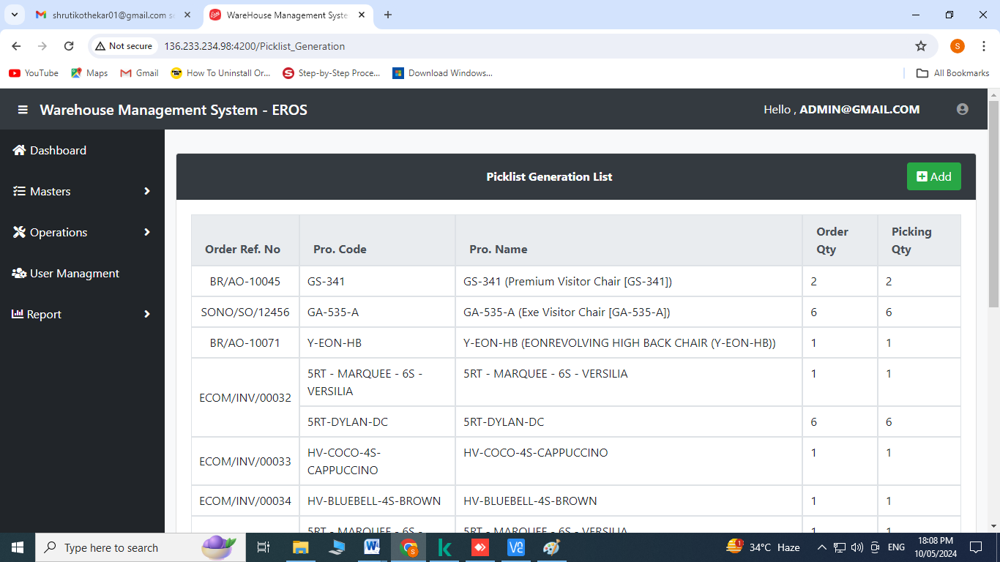 shrutikothekar01@gmail.com
WareHouse Management Syste
Not secure
136.233.234.98:4200/Picklist_Generation
S
YouTube
Maps
Gmail
How To Uninstall Or...
Step-by-Step Proce...
Download Windows...
All Bookmarks
Warehouse Management System - EROS
Hello , ADMIN@GMAIL.COM
Dashboard
Masters
Operations
User Managment
Report
Picklist Generation List
Add
Order Ref. No Pro. Code Pro. Name Order Qty Picking Qty
BR/AO-10045 GS-341 GS-341 (Premium Visitor Chair [GS-341]) 2 2
SONO/SO/12456 GA-535-A GA-535-A (Exe Visitor Chair [GA-535-A]) 6 6
BR/AO-10071 Y-EON-HB Y-EON-HB (EONREVOLVING HIGH BACK CHAIR (Y-EON-HB)) 1 1
ECOM/INV/00032 5RT - MARQUEE - 6S - VERSILIA 5RT - MARQUEE - 6S - VERSILIA 1 1
5RT-DYLAN-DC 5RT-DYLAN-DC 6 6
ECOM/INV/00033 HV-COCO-4S-CAPPUCCINO HV-COCO-4S-CAPPUCCINO 1 1
ECOM/INV/00034 HV-BLUEBELL-4S-BROWN HV-BLUEBELL-4S-BROWN 1 1
5RT - MARQUEE - 6S - 5RT - MARQUEE - 6S - VERSILIA 1 1
Type here to search
34°C Haze
ENG
18:08 PM
10/05/2024